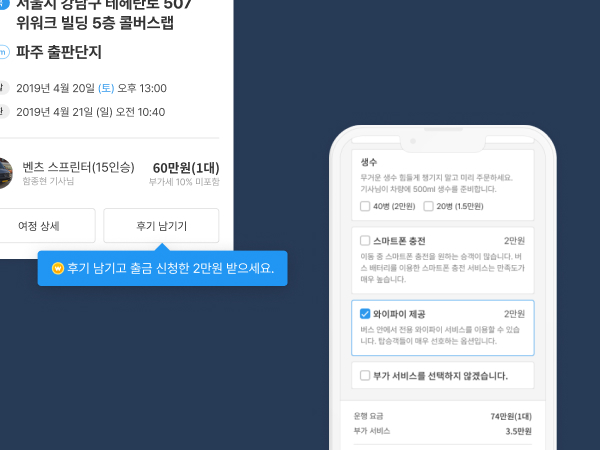 서울시 강남구 테헤란로 507
위워크 빌딩 5층 콜버스랩
파주 출판단지
2019년 4월 20일 (토) 오후 13:00
2019년 4월 21일 (일) 오전 10:40
벤츠 스프린터(15인승)
60만원(1대)
함종현 기사님
부가세 10% 미포함
여정 상세
후기 남기기
후기 남기고 출금 신청한 2만원 받으세요.
생수
무거운 생수 힘들게 챙기지 말고 미리 주문하세요.
기사님이 차량에 500ml 생수를 준비합니다.
40병 (2만원)
20병 (1.5만원)
스마트폰 충전
2만원
이동 중 스마트폰 충전을 원하는 승객이 많습니다. 버
스 배터리를 이용한 스마트폰 충전 서비스는 만족도가
매우 높습니다.
와이파이 제공
2만원
버스 안에서 전용 와이파이 서비스를 이용할 수 있습
니다. 탑승객들이 매우 선호하는 옵션입니다.
부가 서비스를 선택하지 않겠습니다.
운행 요금
74만원(1대)
부가 서비스
3.5만원